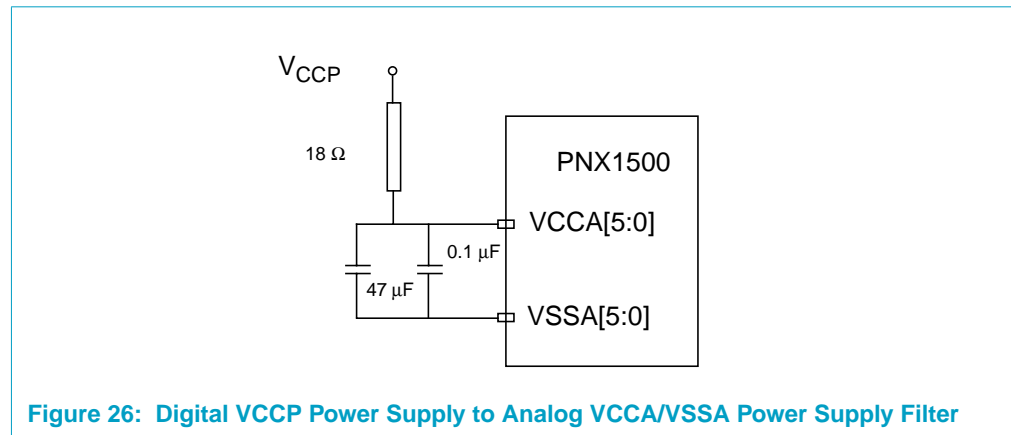 VCCP
18 Ω
PNX1500
VCCA[5:0]
0.1 μF
47 μF
VSSA[5:0]
Figure 26: Digital VCCP Power Supply to Analog VCCA/VSSA Power Supply Filter